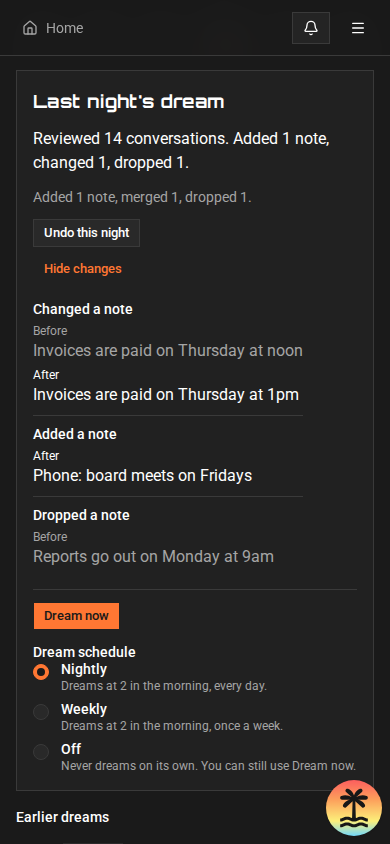 Home
Last night's dream
Reviewed 14 conversations. Added 1 note,
changed 1, dropped 1.
Added 1 note, merged 1, dropped 1.
Undo this night
Hide changes
Changed a note
Before
Invoices are paid on Thursday at noon
After
Invoices are paid on Thursday at 1pm
Added a note
After
Phone: board meets on Fridays
Dropped a note
Before
Reports go out on Monday at 9am
Dream now
Dream schedule
Nightly
Dreams at 2 in the morning, every day.
Weekly
Dreams at 2 in the morning, once a week.
Off
Never dreams on its own. You can still use Dream now.
Earlier dreams